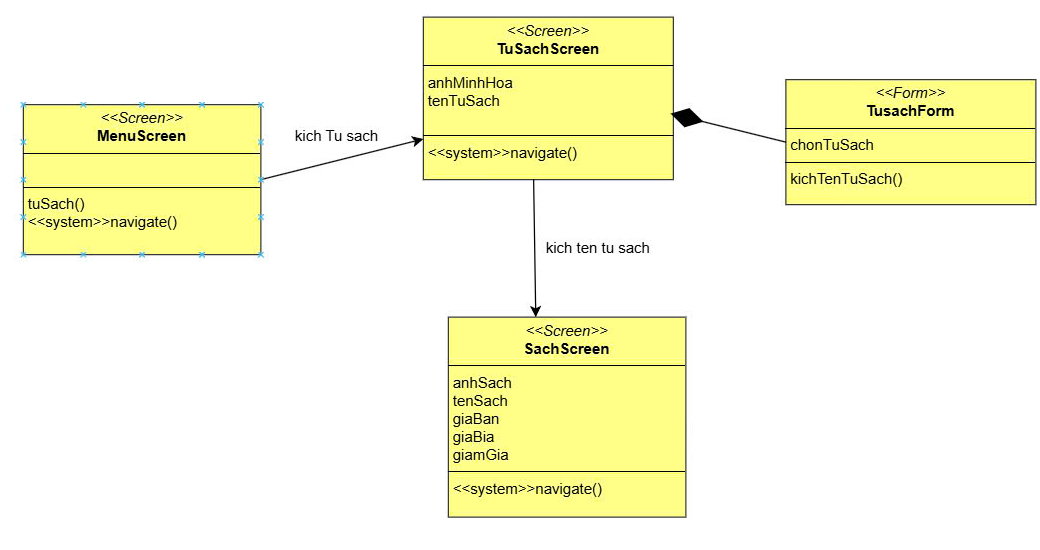 <<Screen>>
MenuScreen
tuSach()
<<system>>navigate()
kich Tu sach
<<Screen>>
TuSachScreen
anhMinhHoa
tenTuSach
<<system>>navigate()
<<Form>>
TusachForm
chonTuSach
kichTenTuSach()
kich ten tu sach
<<Screen>>
SachScreen
anhSach
tenSach
giaBan
giaBia
giamGia
<<system>>navigate()